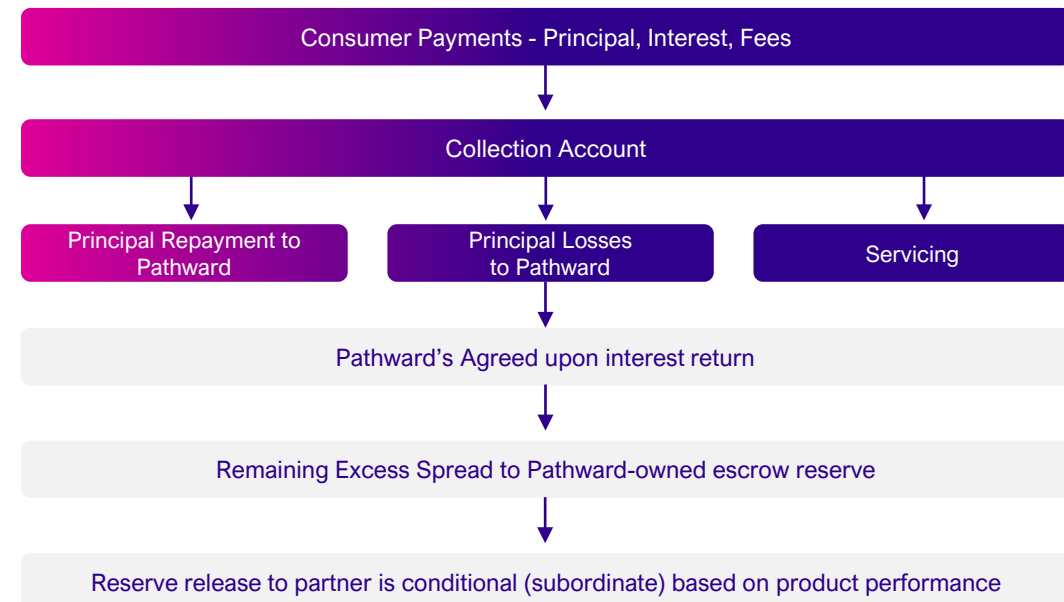 Consumer Payments - Principal, Interest, Fees
Collection Account
Principal Repayment to
Pathward
Principal Losses
to Pathward
Servicing
Pathward’s Agreed upon interest return
Remaining Excess Spread to Pathward-owned escrow reserve
Reserve release to partner is conditional (subordinate) based on product performance